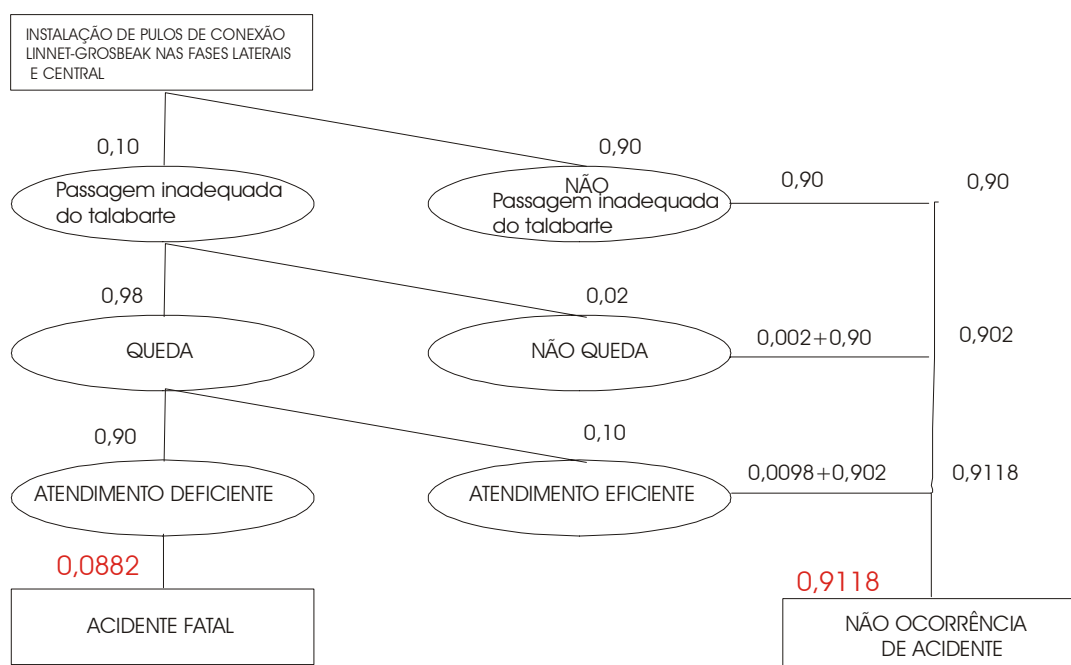 INSTALAÇÃO DE PULOS DE CONEXÃO
LINNET-GROSBEAK NAS FASES LATERAIS
E CENTRAL
0,10
0,90
Passagem inadequada
do talabarte
NÃO
Passagem inadequada
do talabarte
0,90
0,90
0,98
0,02
QUEDA
NÃO QUEDA
0,002+0,90
0,902
0,90
0,10
ATENDIMENTO DEFICIENTE
ATENDIMENTO EFICIENTE
0,0098+0,902
0,9118
0,0882
0,9118
ACIDENTE FATAL
NÃO OCORRÊNCIA
DE ACIDENTE